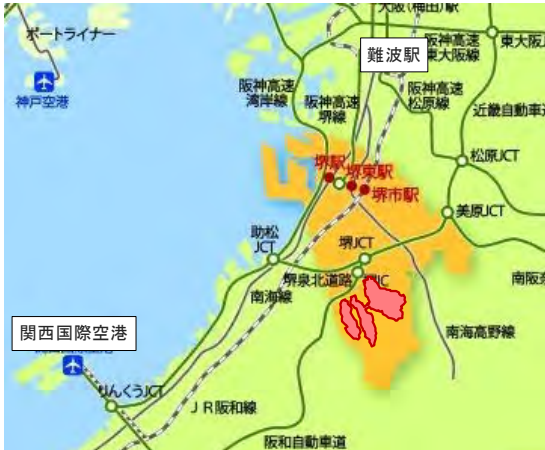 大阪(梅田)駅
ポートライナー
難波駅
阪神高速
東大阪線
東大阪J
神戸空港
阪神高速
湾岸線
阪神高速
堺線
阪神高速
松原線
近畿自動車道
松原JCT
堺駅
堺東駅
堺市駅
美原JCT
助松
JCT
堺JCT
堺泉北道路
IC
南阪奈
南海線
関西国際空港
南海高野線
りんくうJCT
JR阪和線
阪和自動車道